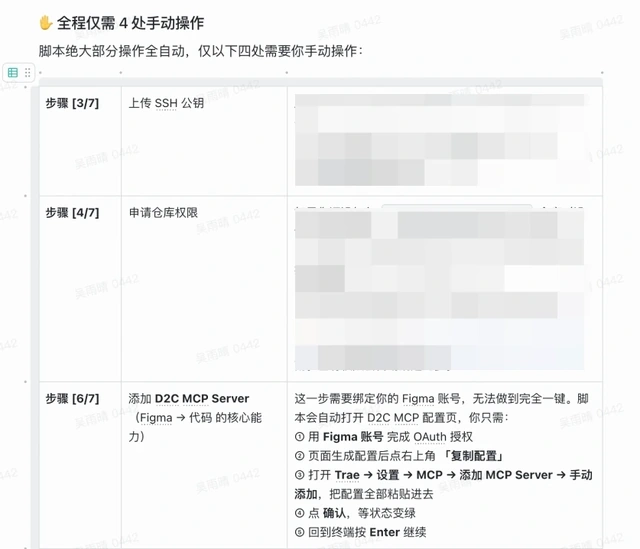 ✋ 全程仅需 4 处手动操作
脚本绝大部分操作全自动，仅以下四处需要你手动操作：
步骤 [3/7]
上传 SSH 公钥
步骤 [4/7]
申请仓库权限
步骤 [6/7]
添加 D2C MCP Server
（Figma → 代码 的核心能
力）
这一步需要绑定你的 Figma 账号，无法做到完全一键。脚
本会自动打开 D2C MCP 配置页，你只需：
① 用 Figma 账号 完成 OAuth 授权
② 页面生成配置后点右上角 「复制配置」
③ 打开 Trae → 设置 → MCP → 添加 MCP Server → 手动
添加，把配置全部粘贴进去
④ 点 确认，等状态变绿
⑤ 回到终端按 Enter 继续
吴雨晴 0442